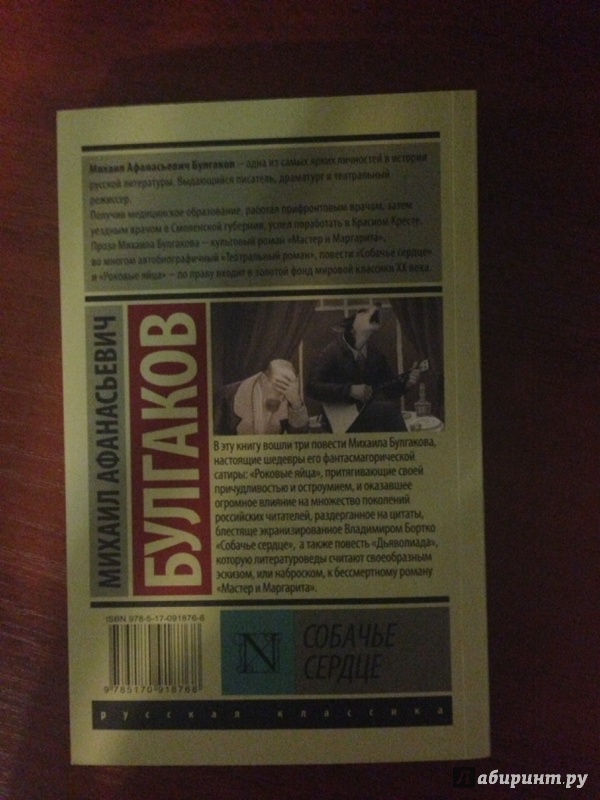 Михаил Афанасьевич Булгаков – одна из самых ярких личностей в истории
русской литературы. Выдающийся писатель, драматург и театральный
режиссер.
Получив медицинское образование, работал прифронтовым врачом, затем
уездным врачом в Смоленской губернии, успел поработать в Красном Кресте.
Проза Михаила Булгакова – культовый роман «Мастер и Маргарита»,
во многом автобиографичный «Театральный роман», повести «Собачье сердце»
и «Роковые яйца» – по праву входит в золотой фонд мировой классики XX века.
МИХАИЛ АФАНАСЬЕВИЧ
БУЛГАКОВ
В эту книгу вошли три повести Михаила Булгакова,
настоящие шедевры его фантасмагорической
сатиры: «Роковые яйца», притягивающие своей
причудливостью и остроумием, и оказавшее
огромное влияние на множество поколений
российских читателей, раздерганное на цитаты,
блестяще экранизированное Владимиром Бортко
«Собачье сердце», а также повесть «Дьяволиада»,
которую литературоведы считают своеобразным
эскизом, или наброском, к бессмертному роману
«Мастер и Маргарита».
ISBN 978-5-17-091876-8
9 785170 918768
N
СОБАЧЬЕ
СЕРДЦЕ
русская классика
Лабиринт.ру